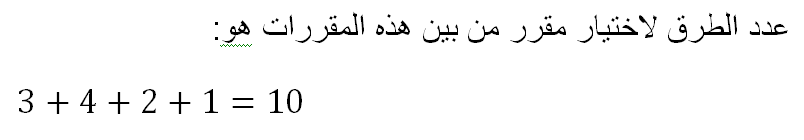 عدد الطرق لاختيار مقرر من بين هذه المقررات هو:
3 + 4 + 2 + 1 = 10